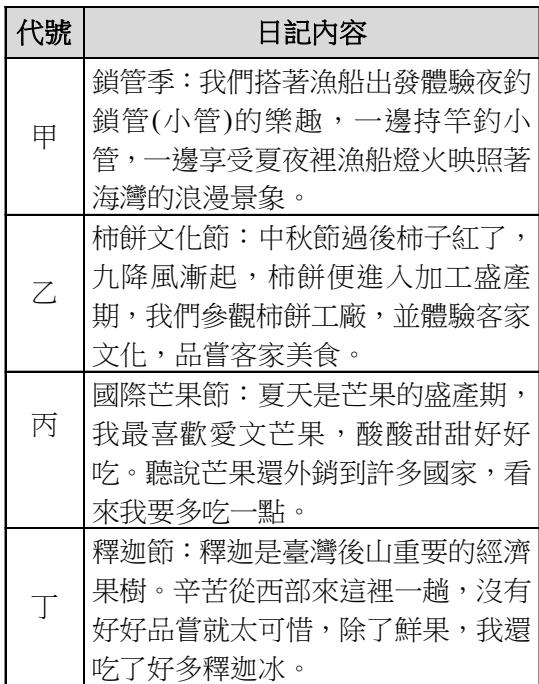 代號 日記內容
甲
鎖管季：我們搭著漁船出發體驗夜釣
鎖管(小管)的樂趣，一邊持竿釣小
管，一邊享受夏夜裡漁船燈火映照著
海灣的浪漫景象。
乙
柿餅文化節：中秋節過後柿子紅了，
九降風漸起，柿餅便進入加工盛產
期，我們參觀柿餅工廠，並體驗客家
文化，品嘗客家美食。
丙
國際芒果節：夏天是芒果的盛產期，
我最喜歡愛文芒果，酸酸甜甜好好
吃。聽說芒果還外銷到許多國家，看
來我要多吃一點。
丁
釋迦節：釋迦是臺灣後山重要的經濟
果樹。辛苦從西部來這裡一趟，沒有
好好品嘗就太可惜，除了鮮果，我還
吃了好多釋迦冰。